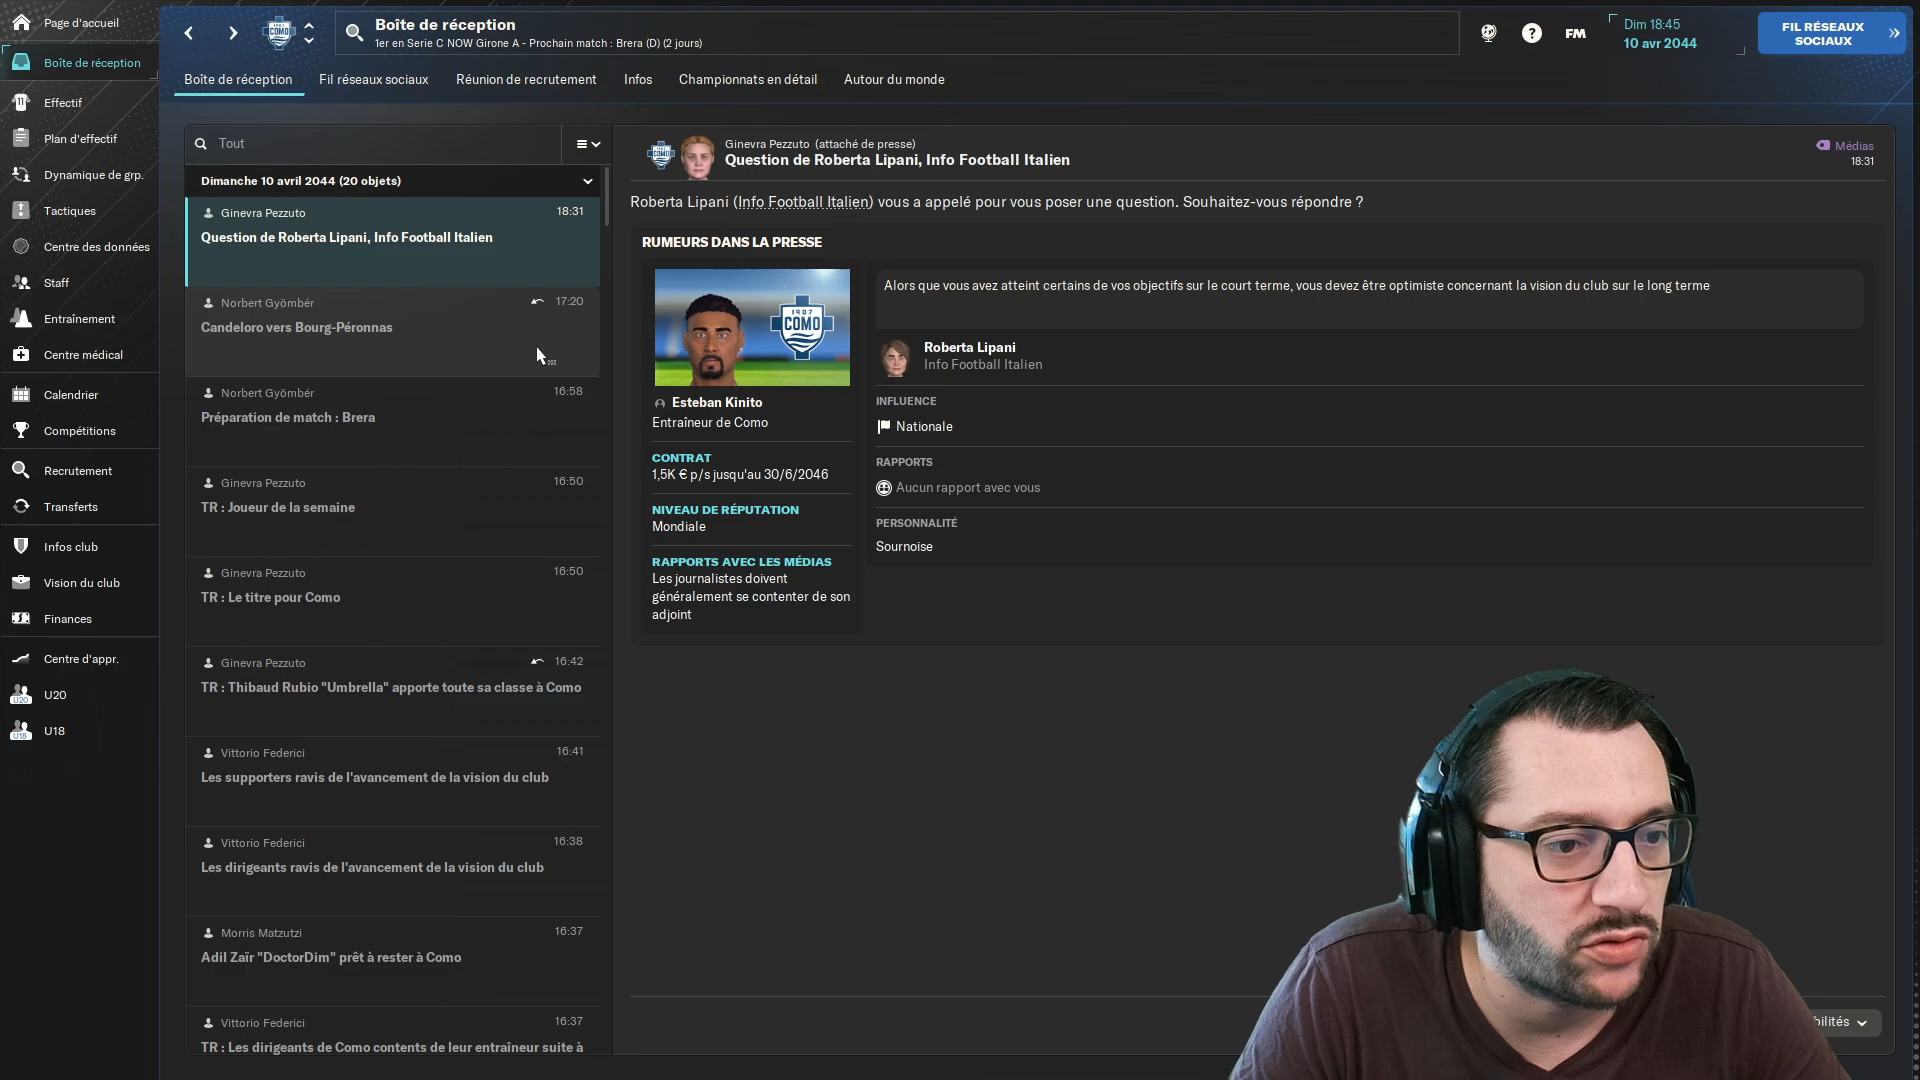 Page d'accueil
Boîte de réception
Effectif
Plan d'effectif
Dynamique de grp.
Tactiques
Centre des données
Staff
Entraînement
Centre médical
Calendrier
Compétitions
Recrutement
Transferts
Infos club
Vision du club
Finances
Centre d'appr.
U20
U20
U18
U18
1907
COMO
Boîte de réception
1er en Serie C NOW Girone A - Prochain match : Brera (D) (2 jours)
?
FM
Dim 18:45
10 avr 2044
FIL RÉSEAUX
SOCIAUX
Boîte de réception
Fil réseaux sociaux
Réunion de recrutement
Infos
Championnats en détail
Autour du monde
Tout
Dimanche 10 avril 2044 (20 objets)
Ginevra Pezzuto 18:31
Question de Roberta Lipani, Info Football Italien
Norbert Gyömbér 17:20
Candeloro vers Bourg-Péronnas
Norbert Gyömbér 16:58
Préparation de match : Brera
Ginevra Pezzuto 16:50
TR : Joueur de la semaine
Ginevra Pezzuto 16:50
TR : Le titre pour Como
Ginevra Pezzuto 16:42
TR : Thibaud Rubio "Umbrella" apporte toute sa classe à Como
Vittorio Federici 16:41
Les supporters ravis de l'avancement de la vision du club
Vittorio Federici 16:38
Les dirigeants ravis de l'avancement de la vision du club
Morris Matzutzi 16:37
Adil Zaïr "DoctorDim" prêt à rester à Como
Vittorio Federici 16:37
TR : Les dirigeants de Como contents de leur entraîneur suite à
COMO
Ginevra Pezzuto (attaché de presse)
Question de Roberta Lipani, Info Football Italien
Médias
18:31
Roberta Lipani (Info Football Italien) vous a appelé pour vous poser une question. Souhaitez-vous répondre ?
RUMEURS DANS LA PRESSE
1907
COMO
Esteban Kinito
Entraîneur de Como
CONTRAT
1,5K € p/s jusqu'au 30/6/2046
NIVEAU DE RÉPUTATION
Mondiale
RAPPORTS AVEC LES MÉDIAS
Les journalistes doivent
généralement se contenter de son
adjoint
Alors que vous avez atteint certains de vos objectifs sur le court terme, vous devez être optimiste concernant la vision du club sur le long terme
Roberta Lipani
Info Football Italien
INFLUENCE
Nationale
RAPPORTS
Aucun rapport avec vous
PERSONNALITÉ
Sournoise
bilités